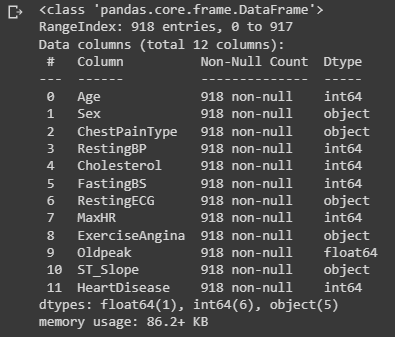 <class 'pandas.core.frame.DataFrame'>
RangeIndex: 918 entries, 0 to 917
Data columns (total 12 columns):
 #   Column          Non-Null Count  Dtype
---  ------          --------------  -----
 0   Age             918 non-null    int64
 1   Sex             918 non-null    object
 2   ChestPainType   918 non-null    object
 3   RestingBP       918 non-null    int64
 4   Cholesterol     918 non-null    int64
 5   FastingBS       918 non-null    int64
 6   RestingECG      918 non-null    object
 7   MaxHR           918 non-null    int64
 8   ExerciseAngina  918 non-null    object
 9   Oldpeak         918 non-null    float64
 10  ST_Slope        918 non-null    object
 11  HeartDisease    918 non-null    int64
dtypes: float64(1), int64(6), object(5)
memory usage: 86.2+ KB